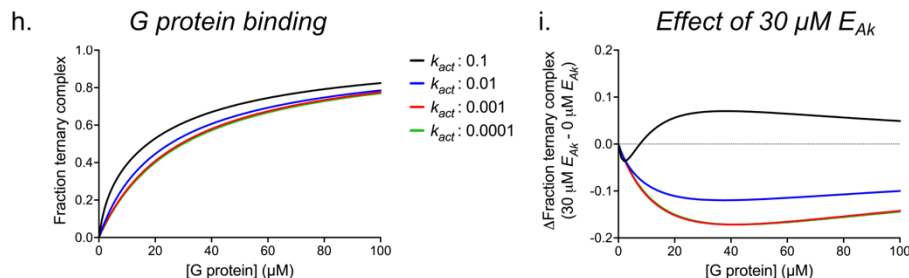 h.
G protein binding
Fraction ternary complex
1.0
0.8
0.6
0.4
0.2
0.0
0
20
40
60
80
100
[G protein] (µM)
k_act : 0.1
k_act : 0.01
k_act : 0.001
k_act : 0.0001
i.
Effect of 30 µM E_Ak
ΔFraction ternary complex
(30 µM E_Ak - 0 µM E_Ak)
0.2
0.1
0.0
-0.1
-0.2
0
20
40
60
80
100
[G protein] (µM)